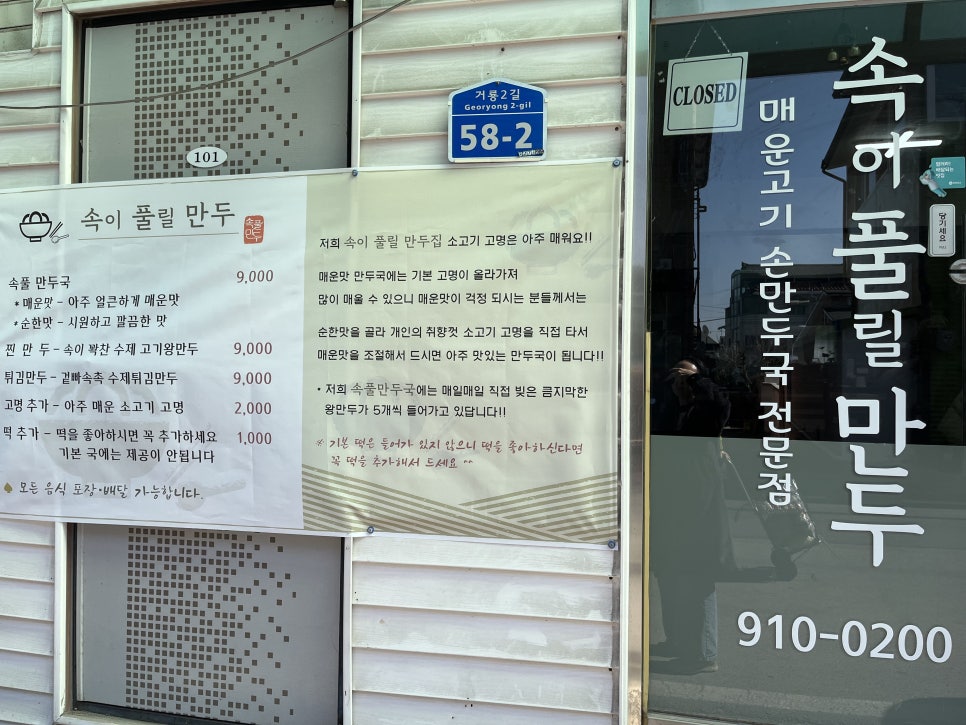 101
거룡2길
Georyong 2-gil
58-2
속이 풀릴 만두
속풀
만두
속풀 만두국 9,000
* 매운맛 - 아주 얼큰하게 매운맛
* 순한맛 - 시원하고 깔끔한 맛
찐 만 두 - 속이 꽉찬 수제 고기왕만두 9,000
튀김만두 - 겉빠속촉 수제튀김만두 9,000
고명 추가 - 아주 매운 소고기 고명 2,000
떡 추가 - 떡을 좋아하시면 꼭 추가하세요 1,000
기본 국에는 제공이 안됩니다
♠ 모든 음식 포장·배달 가능합니다.
저희 속이 풀릴 만두집 소고기 고명은 아주 매워요!!
매운맛 만두국에는 기본 고명이 올라가져
많이 매울 수 있으니 매운맛이 걱정 되시는 분들께서는
순한맛을 골라 개인의 취향껏 소고기 고명을 직접 타서
매운맛을 조절해서 드시면 아주 맛있는 만두국이 됩니다!!
* 저희 속풀만두국에는 매일매일 직접 빚은 큼지막한
왕만두가 5개씩 들어가고 있답니다!!
※ 기본 떡은 들어가 있지 않으니 떡을 좋아하신다면
꼭 떡을 추가해서 드세요 ^^
CLOSED
매운고기 손만두국 전문점
속이 풀릴 만두
당기세요
910-0200